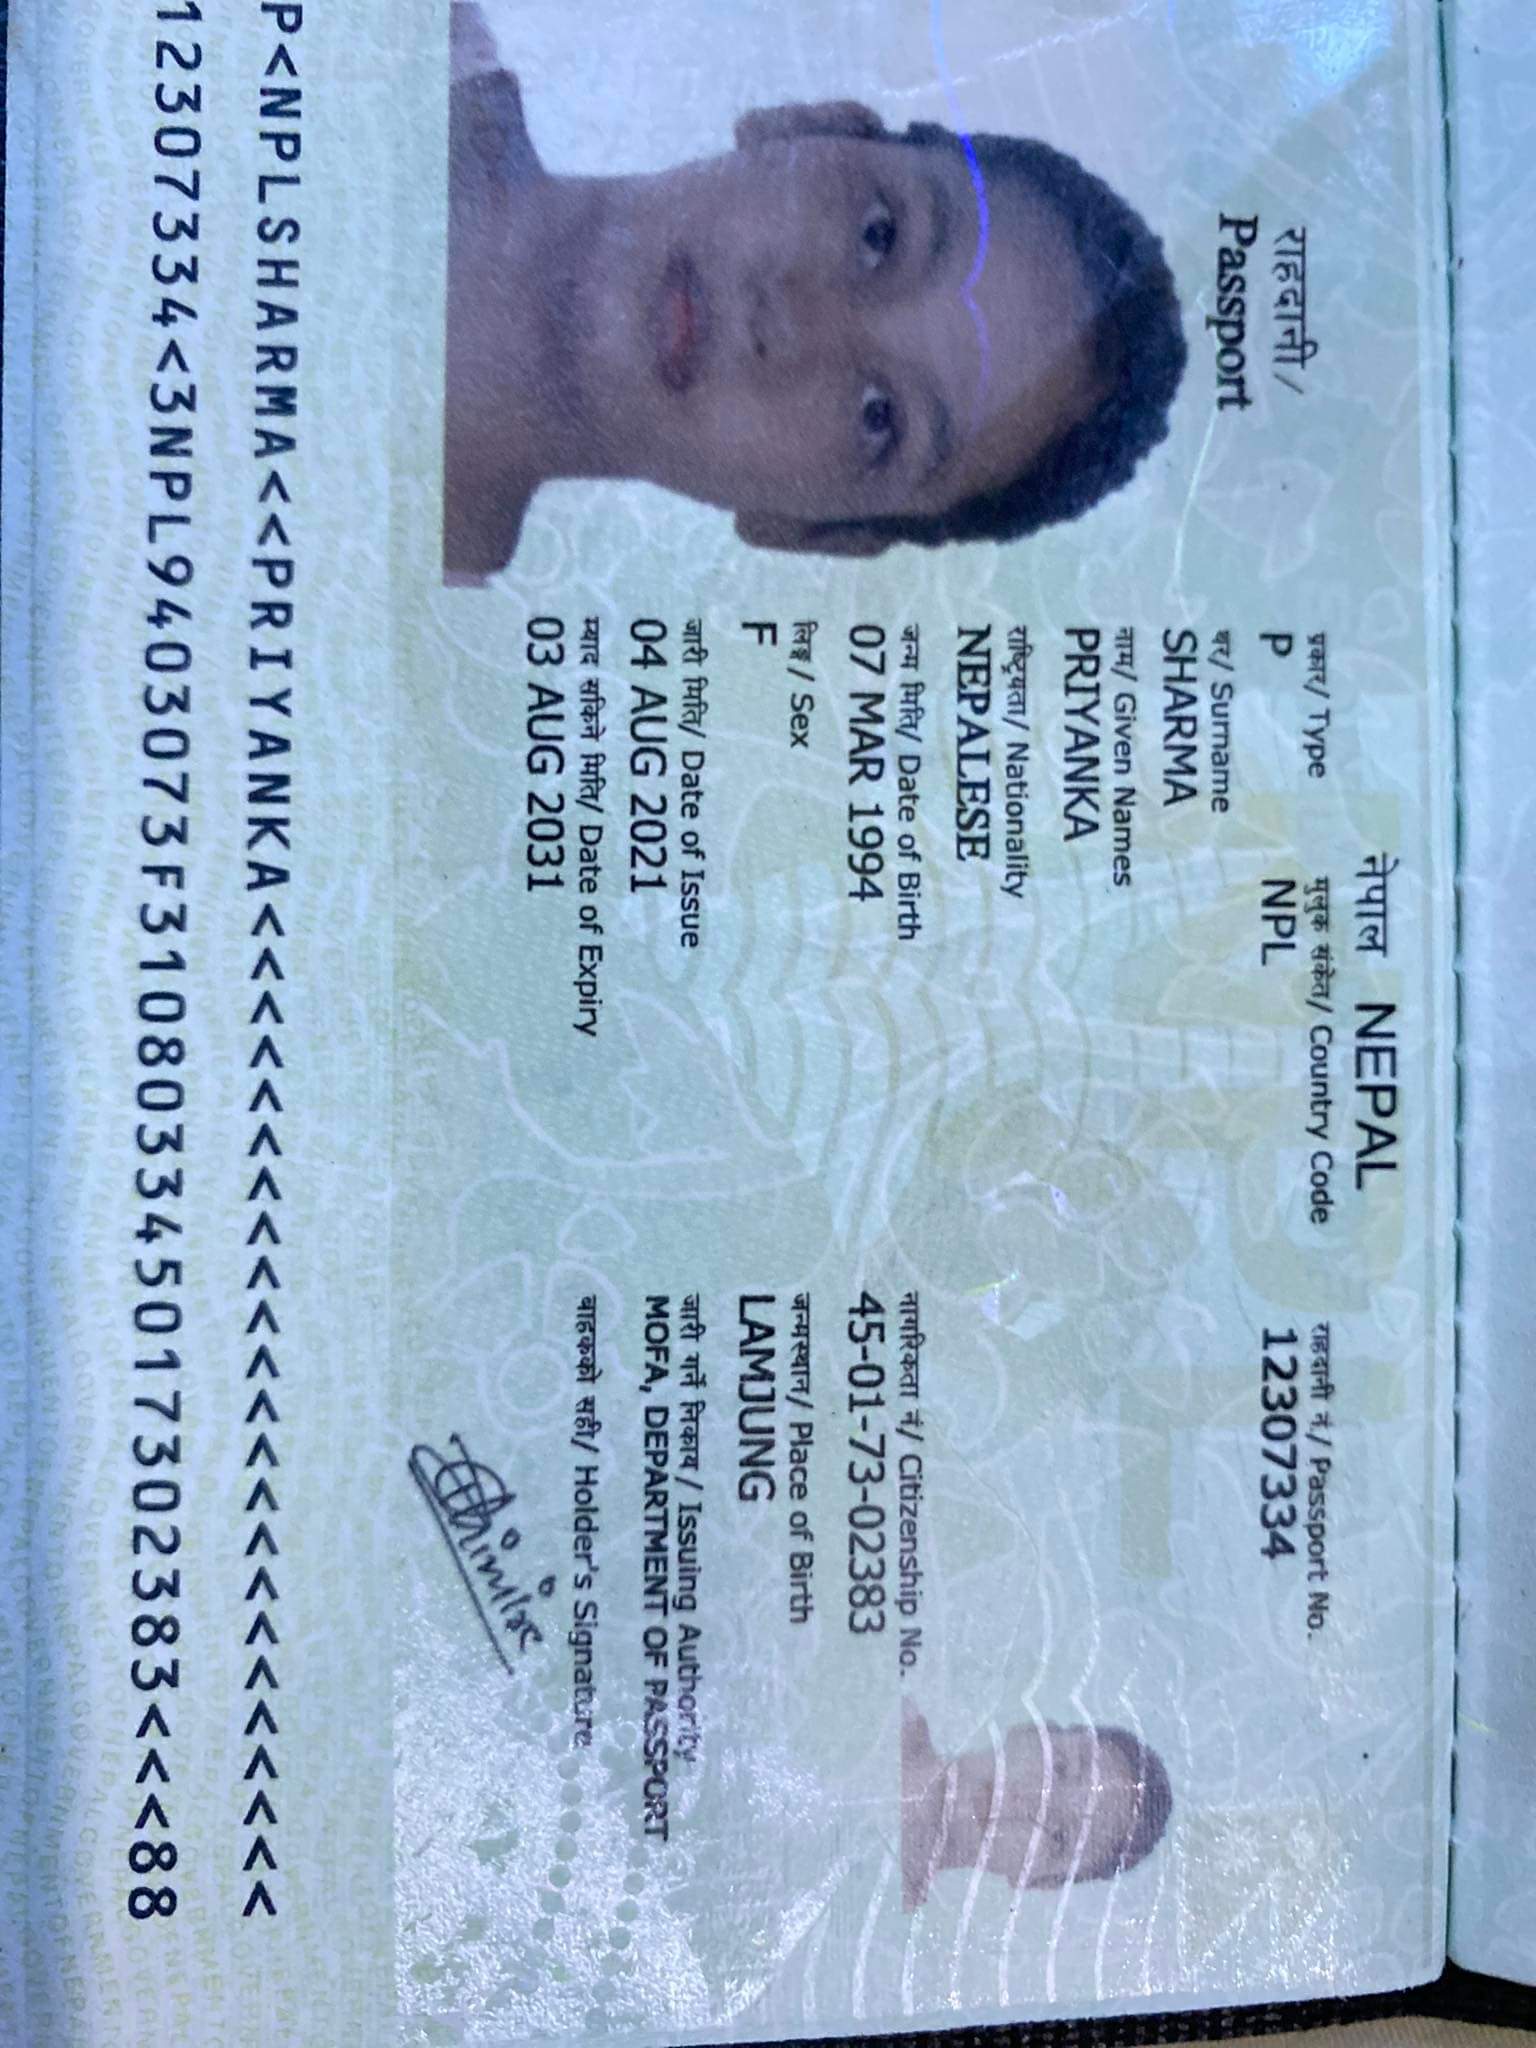 नेपाल NEPAL
राहदानी/
Passport
प्रकार/ Type
मुलुक संकेत/ Country Code
राहदानी नं./ Passport No.
P
NPL
12307334
थर/ Surname
SHARMA
नाम/ Given Names
PRIYANKA
राष्ट्रियता/ Nationality
NEPALESE
जन्म मिति/ Date of Birth
नागरिकता नं/ Citizenship No.
07 MAR 1994
45-01-73-02383
लिङ्ग/ Sex
जन्मस्थान/ Place of Birth
F
LAMJUNG
जारी मिति/ Date of Issue
जारी गर्ने निकाय / Issuing Authority
04 AUG 2021
MOFA, DEPARTMENT OF PASSPORT
म्याद सकिने मिति/ Date of Expiry
बाहकको सही/ Holder's Signature
03 AUG 2031
P<NPLSHARMA<<PRIYANKA<<<<<<<<<<<<<<<<<<<<<<<
12307334<3NPL9403073F310803345017302383<<<88